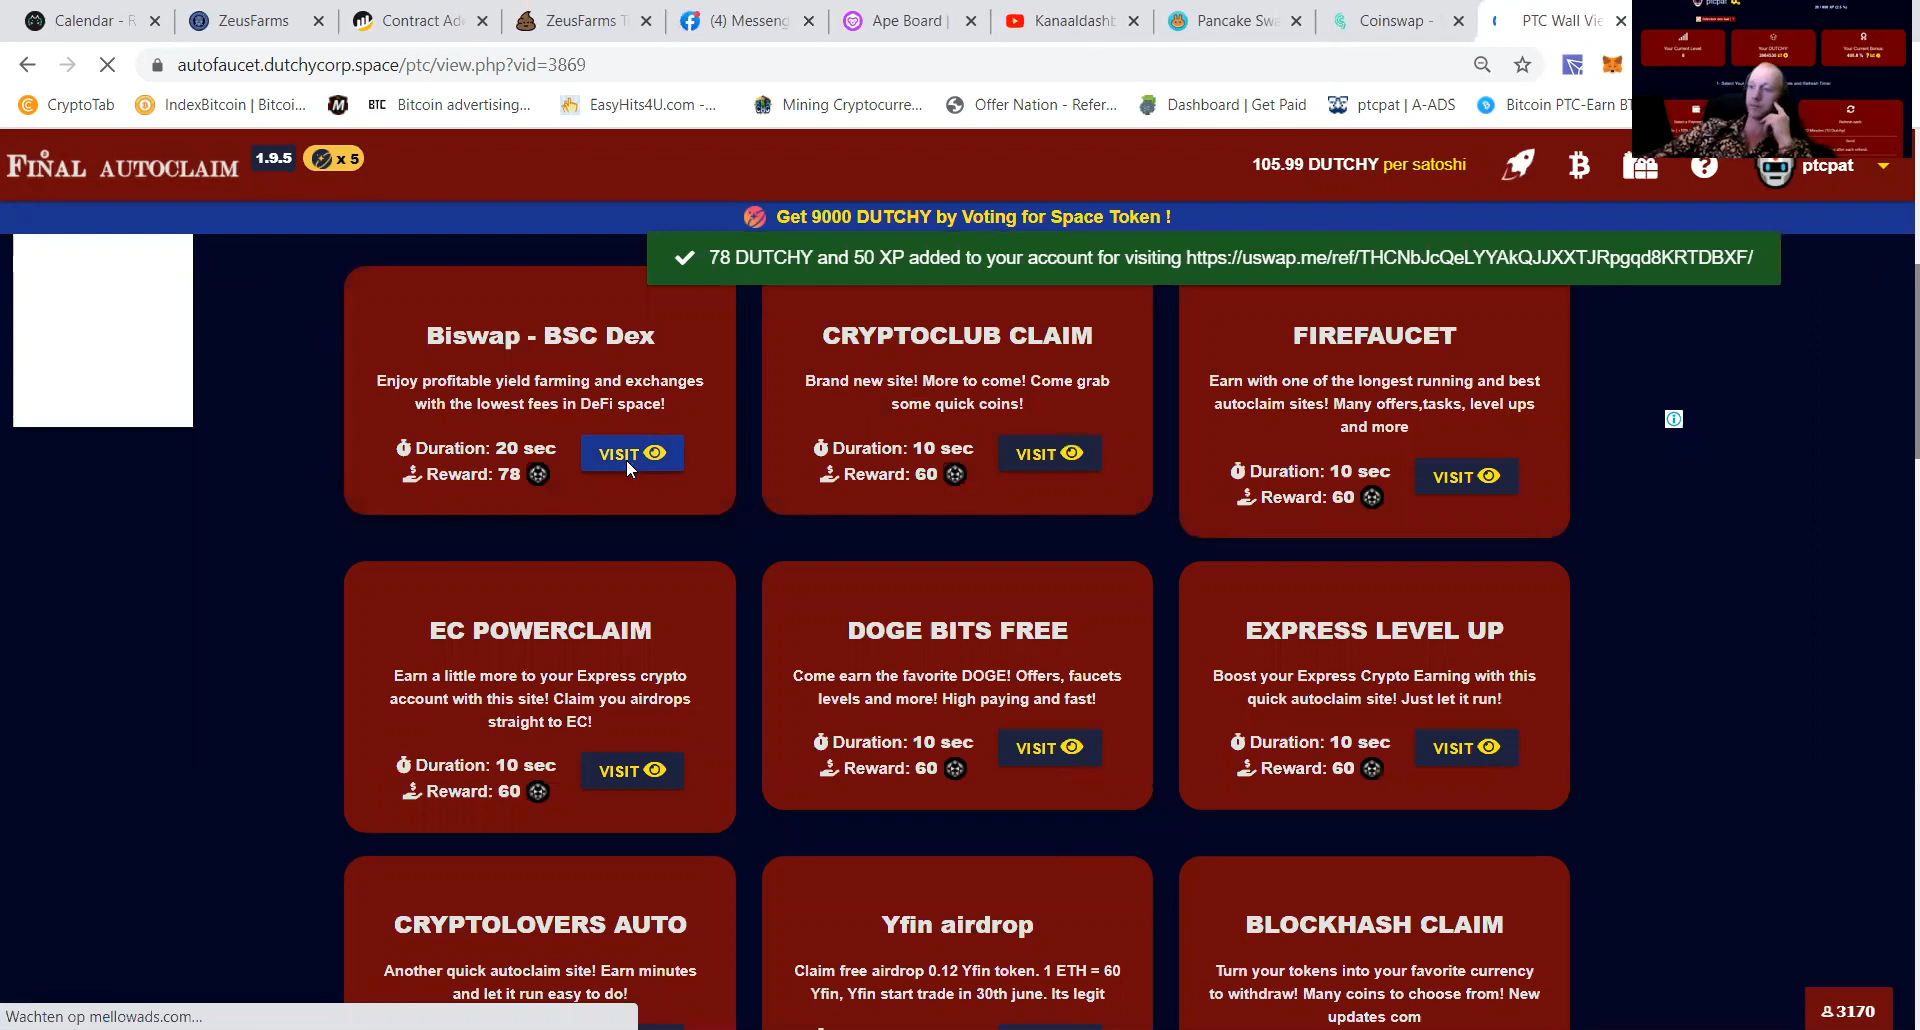 Calendar - R
ZeusFarms
Contract Ad
ZeusFarms T
(4) Messeng
Ape Board |
Kanaaldashb
Pancake Swa
Coinswap -
PTC Wall Vi
autofaucet.dutchycorp.space/ptc/view.php?vid=3869
CryptoTab
IndexBitcoin | Bitcoi...
BTC Bitcoin advertising...
EasyHits4U.com -...
Mining Cryptocurre...
Offer Nation - Refer...
Dashboard | Get Paid
ptcpat | A-ADS
Bitcoin PTC-Earn BT
FINAL AUTOCLAIM
1.9.5
x 5
105.99 DUTCHY per satoshi
ptcpat
Get 9000 DUTCHY by Voting for Space Token !
78 DUTCHY and 50 XP added to your account for visiting https://uswap.me/ref/THCNbJcQeLYYAkQJJXXTJRpgqd8KRTDBXF/
Biswap - BSC Dex
Enjoy profitable yield farming and exchanges
with the lowest fees in DeFi space!
Duration: 20 sec
Reward: 78
VISIT
CRYPTOCLUB CLAIM
Brand new site! More to come! Come grab
some quick coins!
Duration: 10 sec
Reward: 60
VISIT
FIREFAUCET
Earn with one of the longest running and best
autoclaim sites! Many offers,tasks, level ups
and more
Duration: 10 sec
Reward: 60
VISIT
EC POWERCLAIM
Earn a little more to your Express crypto
account with this site! Claim you airdrops
straight to EC!
Duration: 10 sec
Reward: 60
VISIT
DOGE BITS FREE
Come earn the favorite DOGE! Offers, faucets
levels and more! High paying and fast!
Duration: 10 sec
Reward: 60
VISIT
EXPRESS LEVEL UP
Boost your Express Crypto Earning with this
quick autoclaim site! Just let it run!
Duration: 10 sec
Reward: 60
VISIT
CRYPTOLOVERS AUTO
Another quick autoclaim site! Earn minutes
and let it run easy to do!
Yfin airdrop
Claim free airdrop 0.12 Yfin token. 1 ETH = 60
Yfin, Yfin start trade in 30th june. Its legit
BLOCKHASH CLAIM
Turn your tokens into your favorite currency
to withdraw! Many coins to choose from! New
updates com
Wachten op mellowads.com...
3170